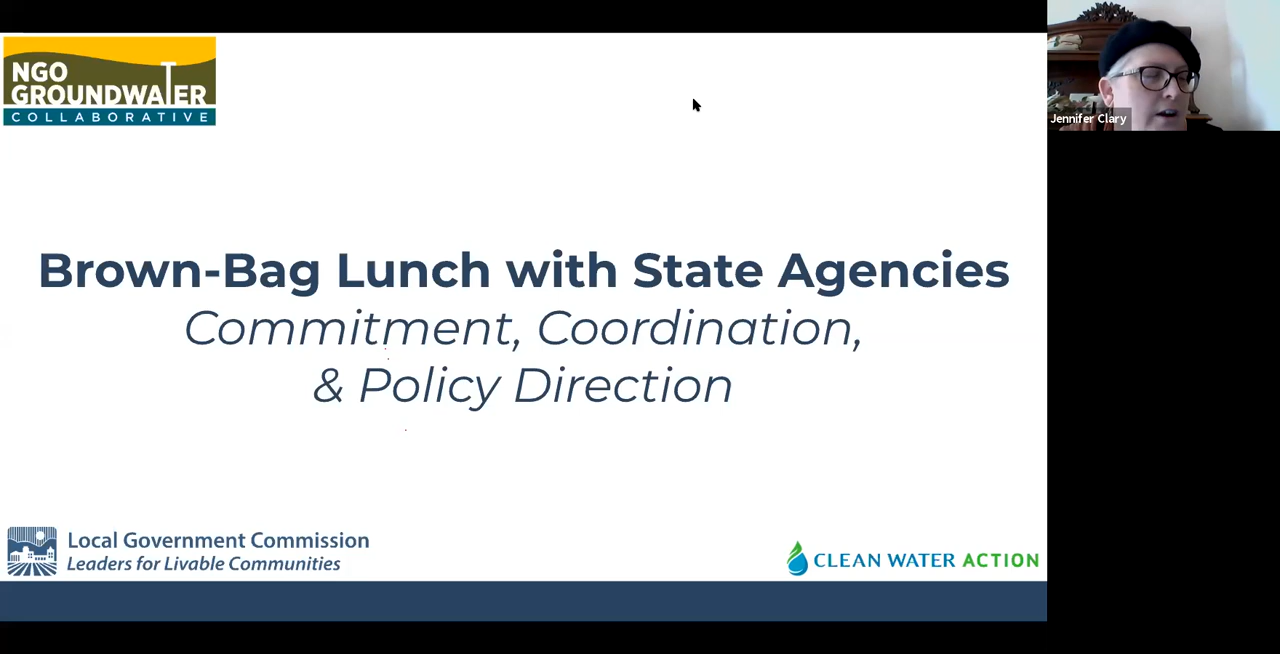 NGO
GROUNDWATER
COLLABORATIVE
Jennifer Clary
Brown-Bag Lunch with State Agencies
Commitment, Coordination,
& Policy Direction
Local Government Commission
Leaders for Livable Communities
CLEAN WATER ACTION